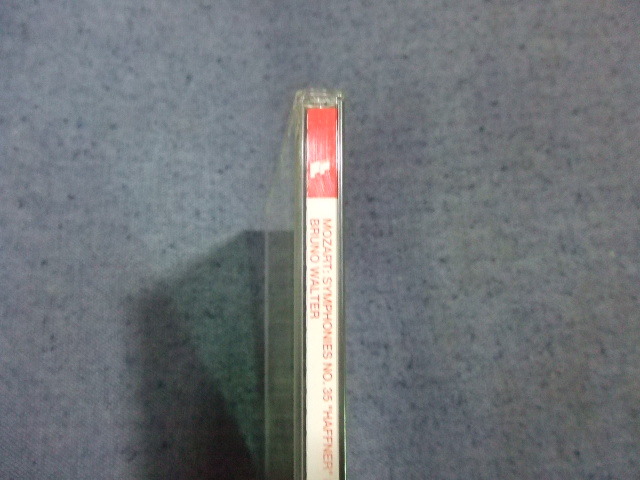 MOZART: SYMPHONIES NO. 35 "HAFFNER"
BRUNO WALTER